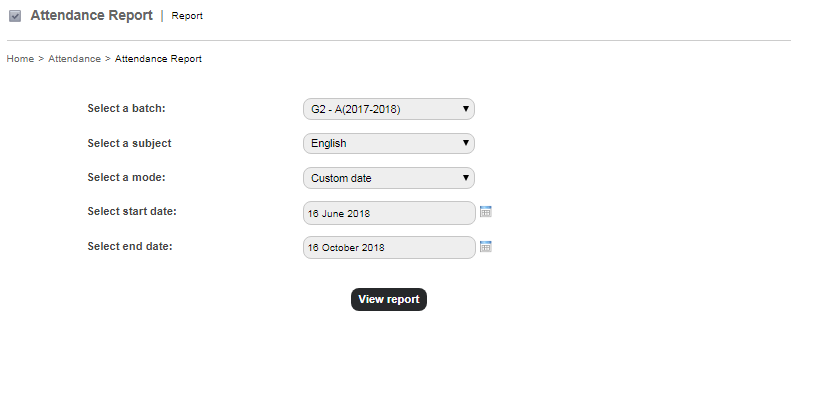 Attendance Report | Report
Home > Attendance > Attendance Report
Select a batch: G2 - A(2017-2018)
Select a subject English
Select a mode: Custom date
Select start date: 16 June 2018
Select end date: 16 October 2018
View report